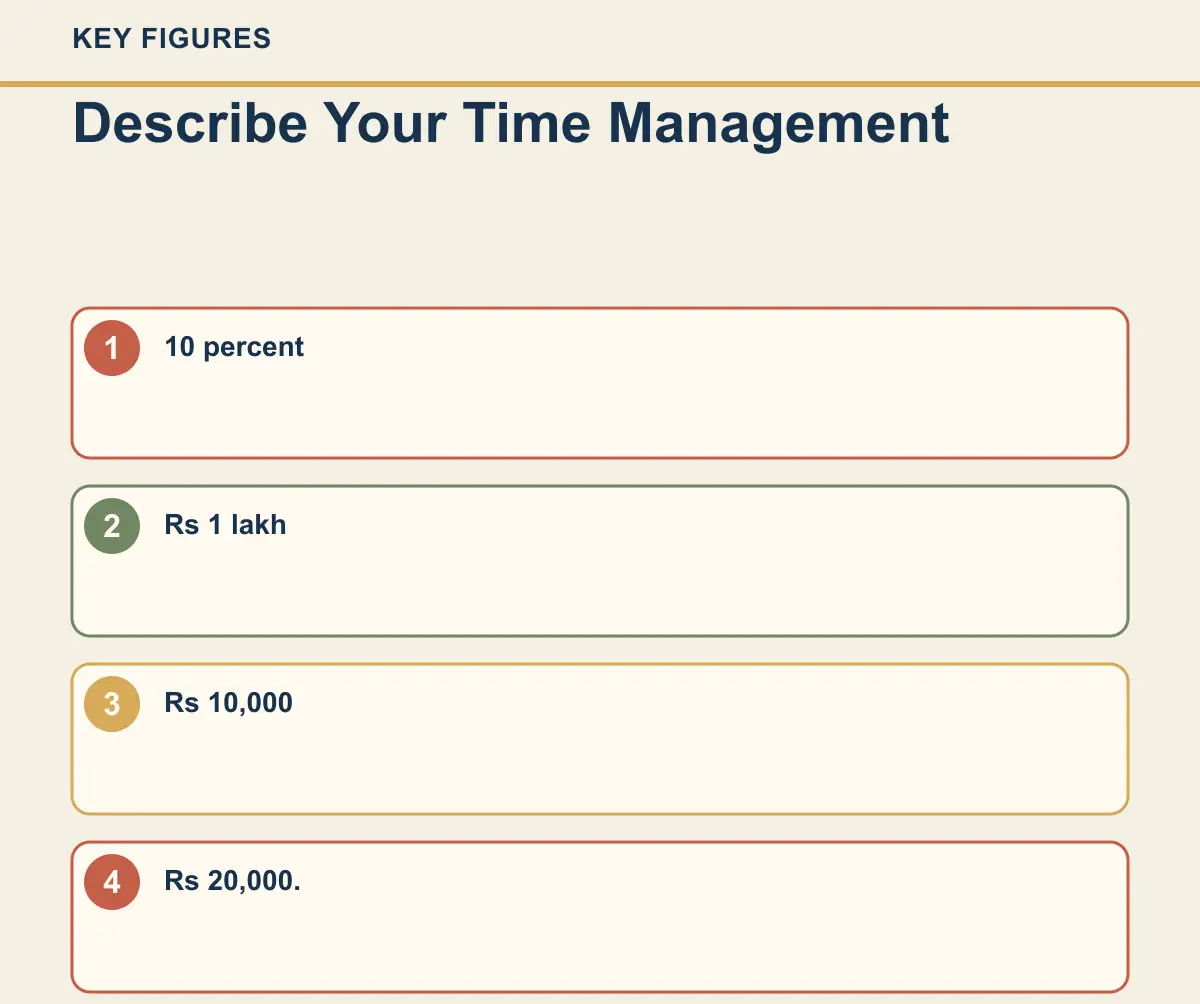 KEY FIGURES
Describe Your Time Management
1 10 percent
2 Rs 1 lakh
3 Rs 10,000
4 Rs 20,000.